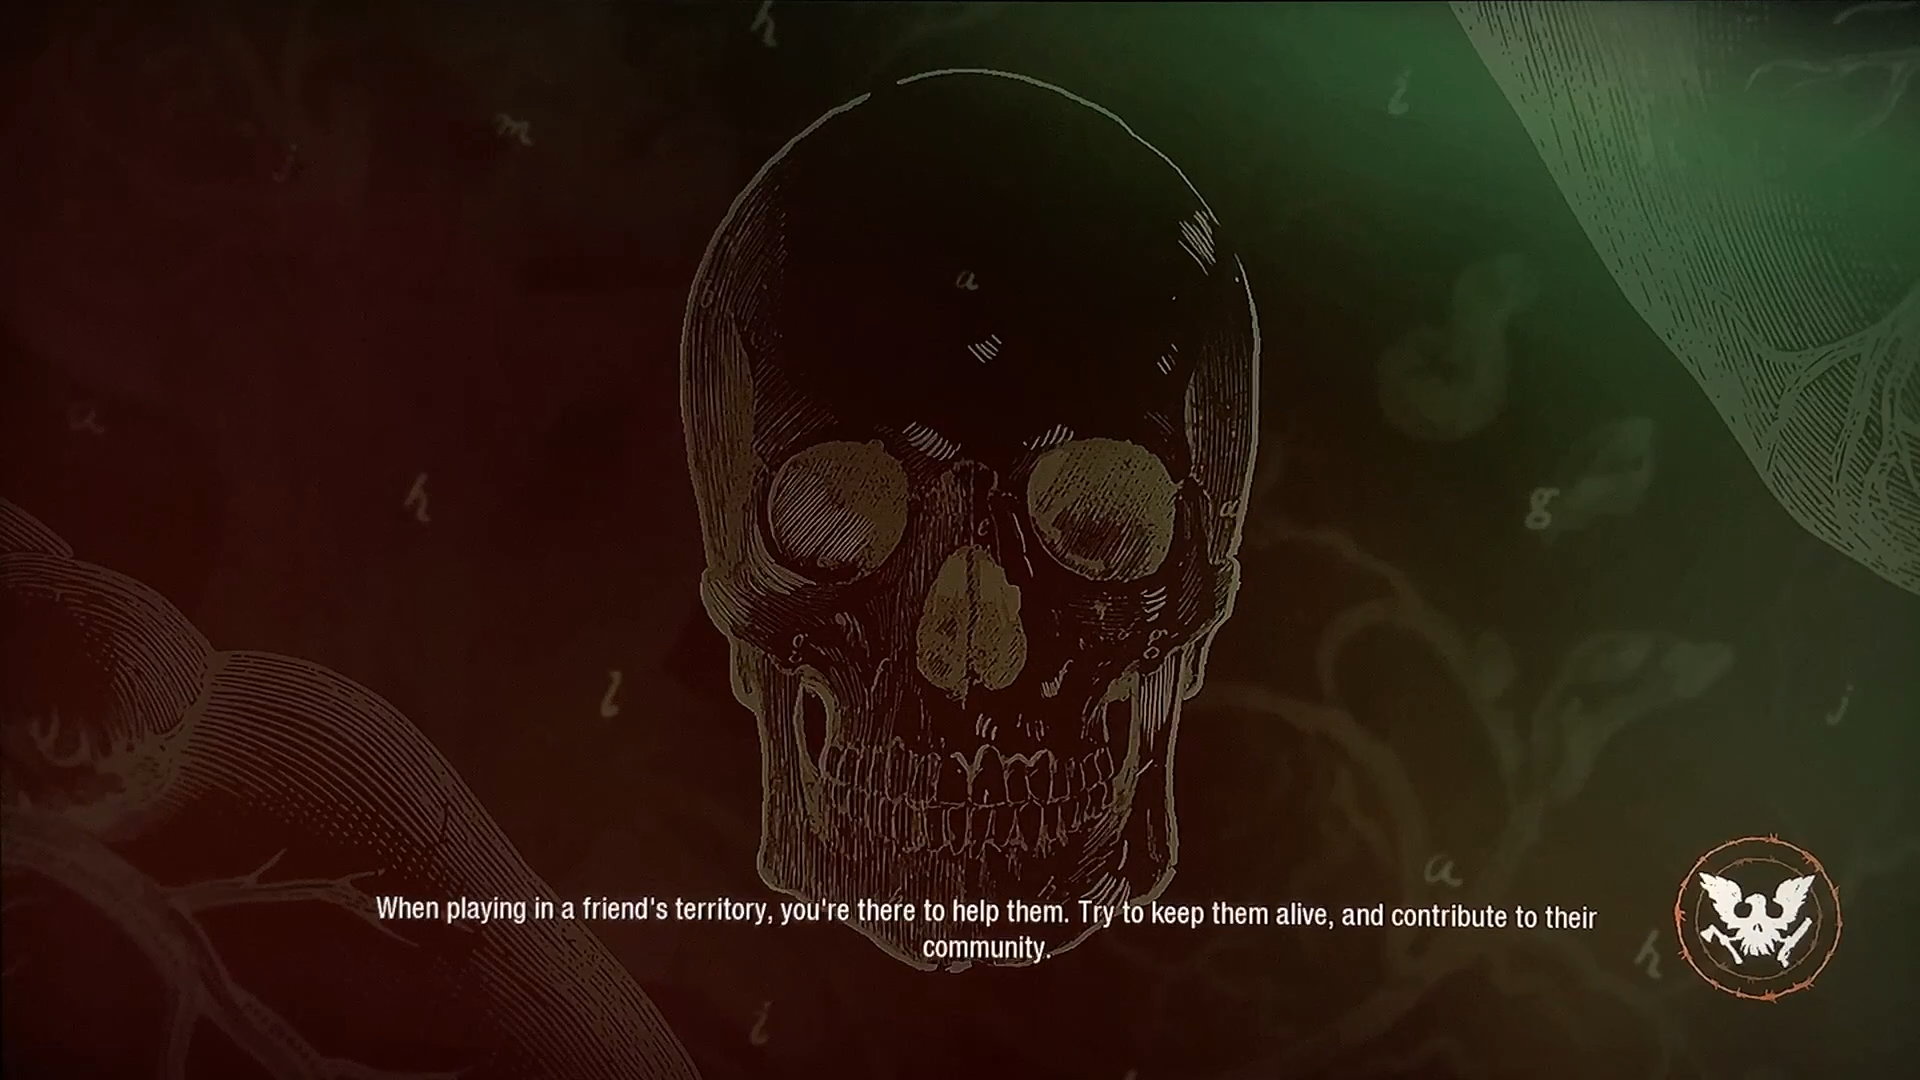 h
i
m
j
a
b
a
h
g
a
e
g
g
l
j
a
When playing in a friend's territory, you're there to help them. Try to keep them alive, and contribute to their
community.
h
i